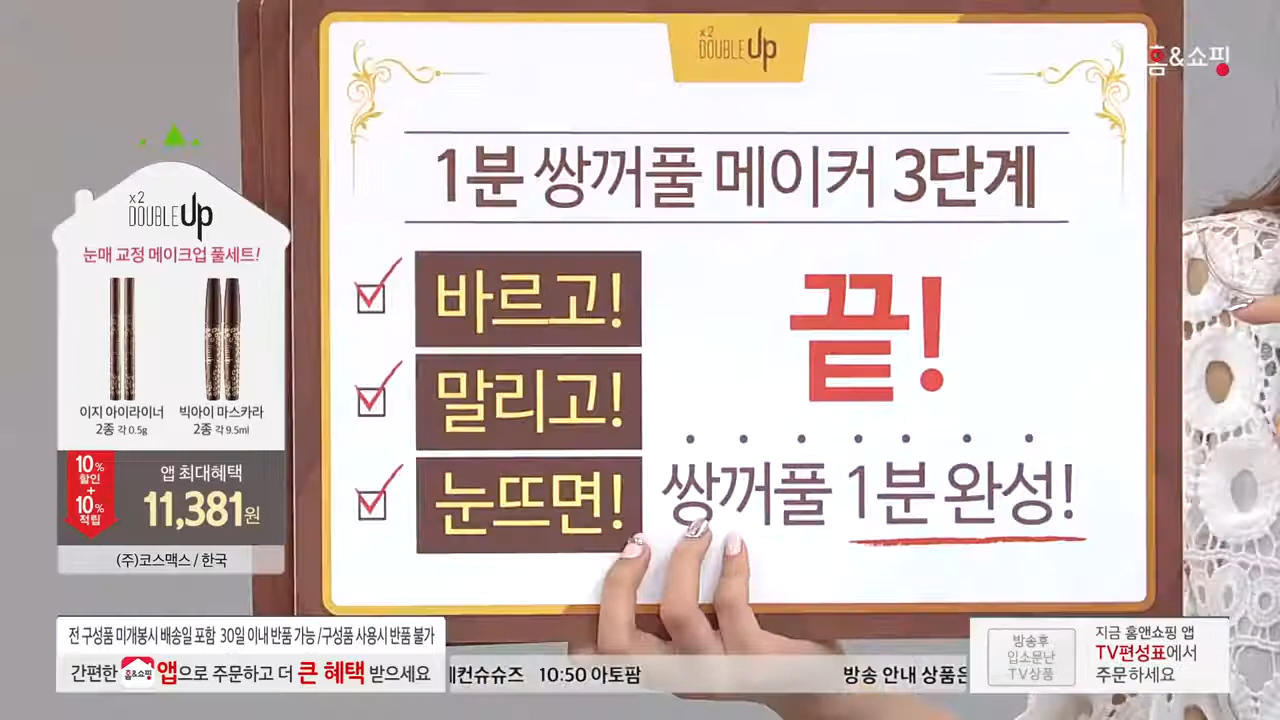 x2 DOUBLE Up
홈&쇼핑
1분 쌍꺼풀 메이커 3단계
바르고!
말리고!
눈뜨면!
끝!
쌍꺼풀 1분 완성!
x2 DOUBLE Up
눈매 교정 메이크업 풀세트!
이지 아이라이너
2종 각 0.5g
빅아이 마스카라
2종 각 9.5ml
10% 할인
+
10% 적립
앱 최대혜택
11,381원
(주)코스맥스 / 한국
전 구성품 미개봉시 배송일 포함 30일 이내 반품 가능 /구성품 사용시 반품 불가
간편한 홈&쇼핑 앱으로 주문하고 더 큰 혜택 받으세요
컨슈슈즈 10:50 아토팜
방송 안내 상품은
방송후
입소문난
TV상품
지금 홈앤쇼핑 앱
TV편성표에서
주문하세요